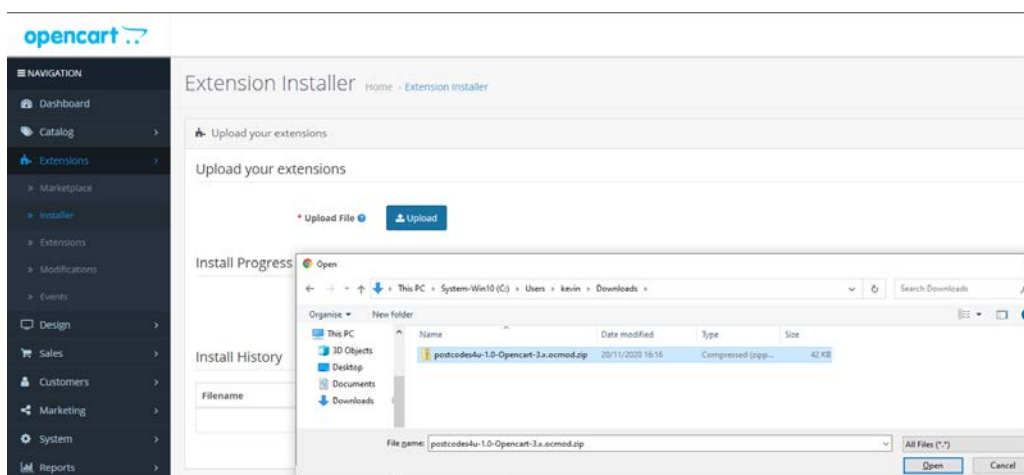 opencart
NAVIGATION
Dashboard
Catalog
Extensions
» Marketplace
» Installer
» Extensions
» Modifications
» Events
Design
Sales
Customers
Marketing
System
Reports
Extension Installer Home › Extension Installer
Upload your extensions
Upload your extensions
* Upload File Upload
Install Progress
Install History
Filename
Open
This PC › System-Win10 (C:) › Users › kevin › Downloads ›
Search Downloads
Organise New folder
This PC
3D Objects
Desktop
Documents
Downloads
Name Date modified Type Size
postcodes4u-1.0-Opencart-3.x.ocmod.zip 20/11/2020 16:16 Compressed (zipp... 42 KB
File name: postcodes4u-1.0-Opencart-3.x.ocmod.zip All Files (*.*)
Open Cancel